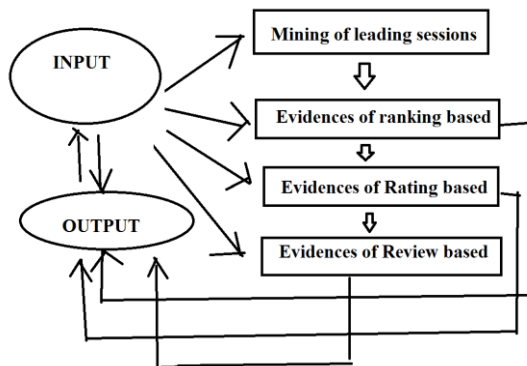 Mining of leading sessions
INPUT
Evidences of ranking based
Evidences of Rating based
OUTPUT
Evidences of Review based